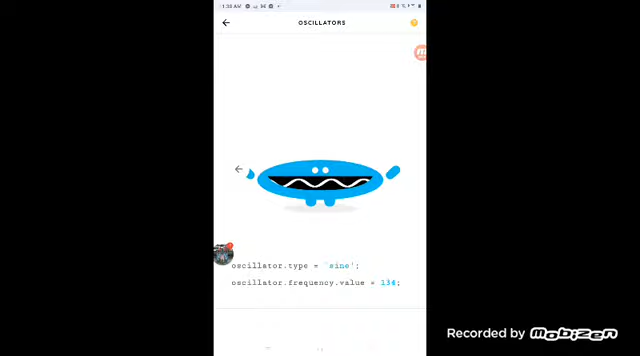 1:38 AM
OSCILLATORS
oscillator.type = 'sine';
oscillator.frequency.value = 134;
Recorded by Mobizen